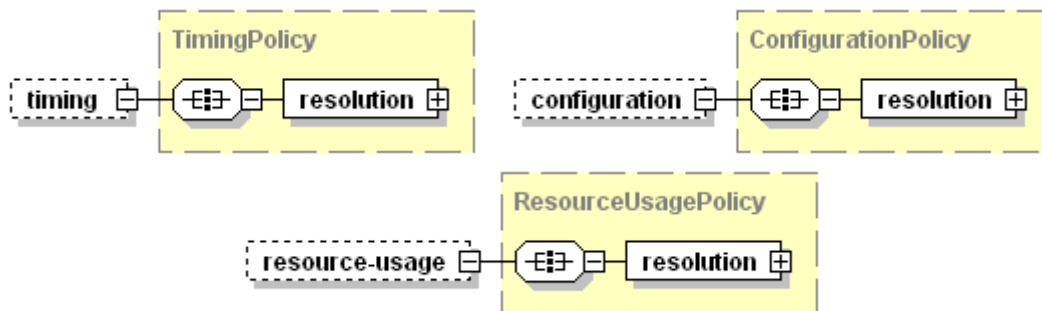 TimingPolicy
timing
resolution
ConfigurationPolicy
configuration
resolution
ResourceUsagePolicy
resource-usage
resolution